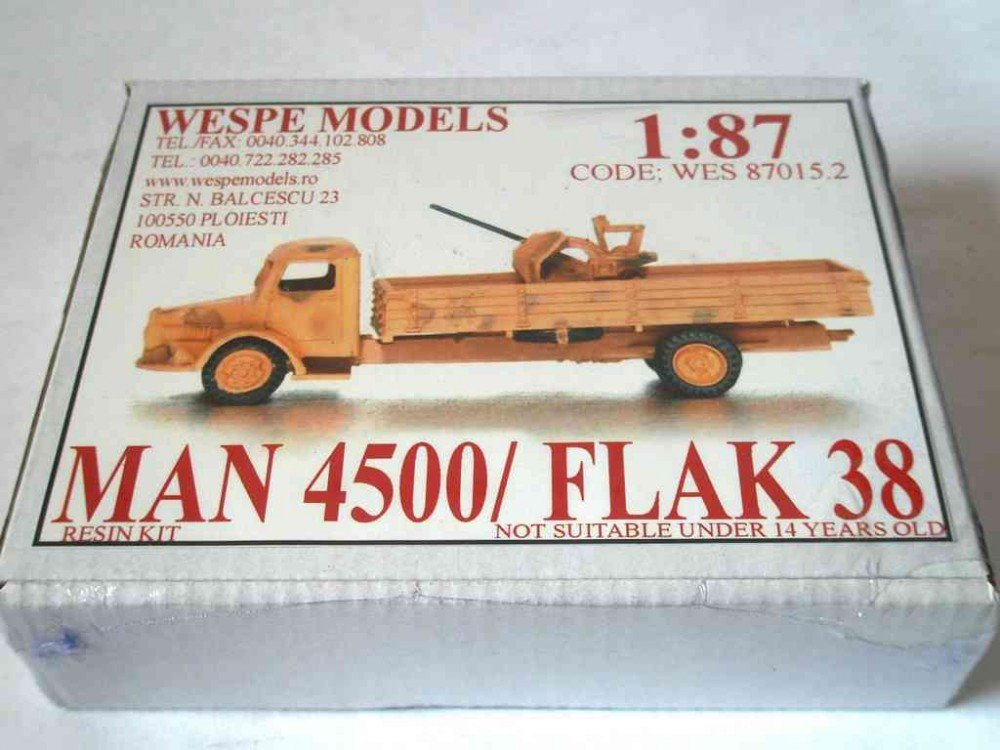 WESPE MODELS
TEL./FAX: 0040.344.102.808
TEL.: 0040.722.282.285
www.wespemodels.ro
STR. N. BALCESCU 23
100550 PLOIESTI
ROMANIA
1:87
CODE: WES 87015.2
MAN 4500/ FLAK 38
RESIN KIT
NOT SUITABLE UNDER 14 YEARS OLD